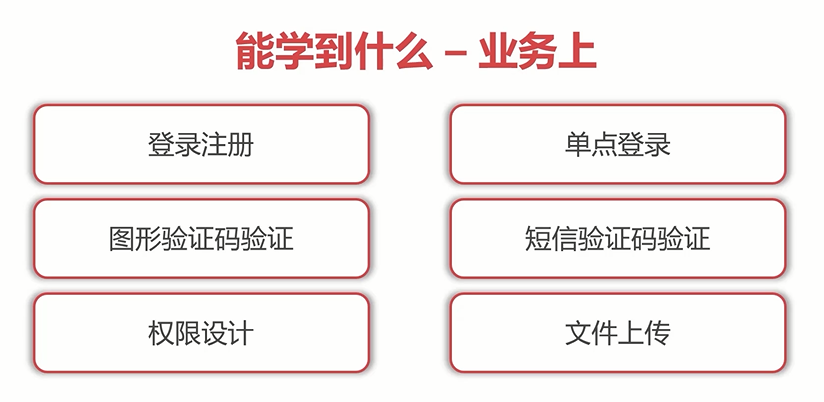 能学到什么 – 业务上
登录注册
单点登录
图形验证码验证
短信验证码验证
权限设计
文件上传